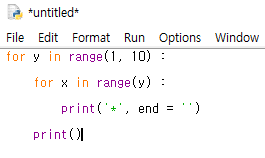 *untitled*
File Edit Format Run Options Window
for y in range(1, 10) :
    for x in range(y) :
        print('*', end = '')
    print()